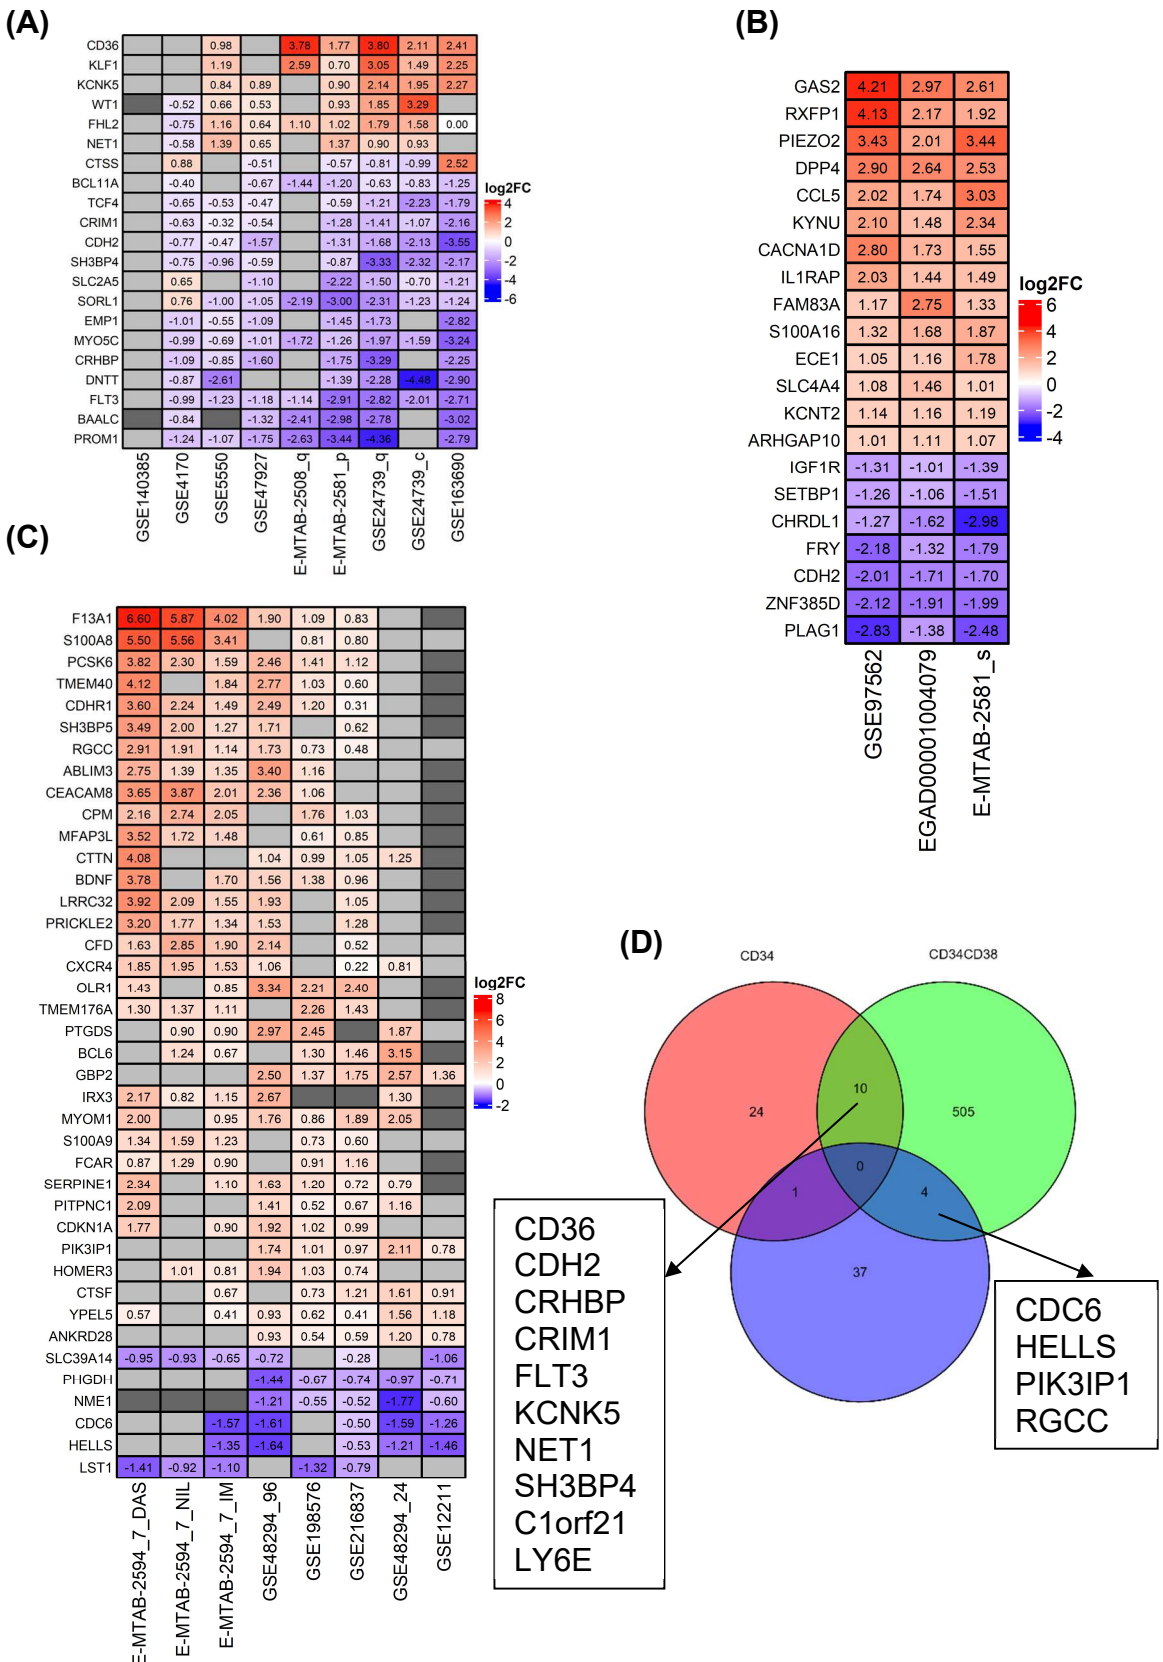 (A)
CD36 0.98 3.78 1.77 3.80 2.11 2.41
KLF1 1.19 2.59 0.70 3.05 1.49 2.25
KCNK5 0.84 0.89 0.90 2.14 1.95 2.27
WT1 -0.52 0.66 0.53 0.93 1.85 3.29
FHL2 -0.75 1.16 0.64 1.10 1.02 1.79 1.58 0.00
NET1 -0.58 1.39 0.65 1.37 0.90 0.93
CTSS 0.88 -0.51 -0.57 -0.81 -0.99 2.52
BCL11A -0.40 -0.67 -1.44 -1.20 -0.63 -0.83 -1.25
TCF4 -0.65 -0.53 -0.47 -0.59 -1.21 -2.23 -1.79
CRIM1 -0.63 -0.32 -0.54 -1.28 -1.41 -1.07 -2.16
CDH2 -0.77 -0.47 -1.57 -1.31 -1.68 -2.13 -3.55
SH3BP4 -0.75 -0.96 -0.59 -0.87 -3.33 -2.32 -2.17
SLC2A5 0.65 -1.10 -2.22 -1.50 -0.70 -1.21
SORL1 0.76 -1.00 -1.05 -2.19 -3.00 -2.31 -1.23 -1.24
EMP1 -1.01 -0.55 -1.09 -1.45 -1.73 -2.82
MYO5C -0.99 -0.69 -1.01 -1.72 -1.26 -1.97 -1.59 -3.24
CRHBP -1.09 -0.85 -1.60 -1.75 -3.29 -2.25
DNTT -0.87 -2.61 -1.39 -2.28 -4.48 -2.90
FLT3 -0.99 -1.23 -1.18 -1.14 -2.91 -2.82 -2.01 -2.71
BAALC -0.84 -1.32 -2.41 -2.98 -2.78 -3.02
PROM1 -1.24 -1.07 -1.75 -2.63 -3.44 -4.36 -2.79
GSE140385 GSE4170 GSE5550 GSE47927 E-MTAB-2508_q E-MTAB-2581_p GSE24739_q GSE24739_c GSE163690
log2FC
4
2
0
-2
-4
-6
(B)
GAS2 4.21 2.97 2.61
RXFP1 4.13 2.17 1.92
PIEZO2 3.43 2.01 3.44
DPP4 2.90 2.64 2.53
CCL5 2.02 1.74 3.03
KYNU 2.10 1.48 2.34
CACNA1D 2.80 1.73 1.55
IL1RAP 2.03 1.44 1.49
FAM83A 1.17 2.75 1.33
S100A16 1.32 1.68 1.87
ECE1 1.05 1.16 1.78
SLC4A4 1.08 1.46 1.01
KCNT2 1.14 1.16 1.19
ARHGAP10 1.01 1.11 1.07
IGF1R -1.31 -1.01 -1.39
SETBP1 -1.26 -1.06 -1.51
CHRDL1 -1.27 -1.62 -2.98
FRY -2.18 -1.32 -1.79
CDH2 -2.01 -1.71 -1.70
ZNF385D -2.12 -1.91 -1.99
PLAG1 -2.83 -1.38 -2.48
GSE97562 EGAD00001004079 E-MTAB-2581_s
log2FC
6
4
2
0
-2
-4
(C)
F13A1 6.60 5.87 4.02 1.90 1.09 0.83
S100A8 5.50 5.56 3.41 0.81 0.80
PCSK6 3.82 2.30 1.59 2.46 1.41 1.12
TMEM40 4.12 1.84 2.77 1.03 0.60
CDHR1 3.60 2.24 1.49 2.49 1.20 0.31
SH3BP5 3.49 2.00 1.27 1.71 0.62
RGCC 2.91 1.91 1.14 1.73 0.73 0.48
ABLIM3 2.75 1.39 1.35 3.40 1.16
CEACAM8 3.65 3.87 2.01 2.36 1.06
CPM 2.16 2.74 2.05 1.76 1.03
MFAP3L 3.52 1.72 1.48 0.61 0.85
CTTN 4.08 1.04 0.99 1.05 1.25
BDNF 3.78 1.70 1.56 1.38 0.96
LRRC32 3.92 2.09 1.55 1.93 1.05
PRICKLE2 3.20 1.77 1.34 1.53 1.28
CFD 1.63 2.85 1.90 2.14 0.52
CXCR4 1.85 1.95 1.53 1.06 0.22 0.81
OLR1 1.43 0.85 3.34 2.21 2.40
TMEM176A 1.30 1.37 1.11 2.26 1.43
PTGDS 0.90 0.90 2.97 2.45 1.87
BCL6 1.24 0.67 1.30 1.46 3.15
GBP2 2.50 1.37 1.75 2.57 1.36
IRX3 2.17 0.82 1.15 2.67 1.30
MYOM1 2.00 0.95 1.76 0.86 1.89 2.05
S100A9 1.34 1.59 1.23 0.73 0.60
FCAR 0.87 1.29 0.90 0.91 1.16
SERPINE1 2.34 1.10 1.63 1.20 0.72 0.79
PITPNC1 2.09 1.41 0.52 0.67 1.16
CDKN1A 1.77 0.90 1.92 1.02 0.99
PIK3IP1 1.74 1.01 0.97 2.11 0.78
HOMER3 1.01 0.81 1.94 1.03 0.74
CTSF 0.67 0.73 1.21 1.61 0.91
YPEL5 0.57 0.41 0.93 0.62 0.41 1.56 1.18
ANKRD28 0.93 0.54 0.59 1.20 0.78
SLC39A14 -0.95 -0.93 -0.65 -0.72 -0.28 -1.06
PHGDH -1.44 -0.67 -0.74 -0.97 -0.71
NME1 -1.21 -0.55 -0.52 -1.77 -0.60
CDC6 -1.57 -1.61 -0.50 -1.59 -1.26
HELLS -1.35 -1.64 -0.53 -1.21 -1.46
LST1 -1.41 -0.92 -1.10 -1.32 -0.79
E-MTAB-2594_7_DAS E-MTAB-2594_7_NIL E-MTAB-2594_7_IM GSE48294_96 GSE198576 GSE216837 GSE48294_24 GSE12211
log2FC
8
6
4
2
0
-2
(D)
CD34
CD34CD38
10
24
505
0
1
4
37
CD36
CDH2
CRHBP
CRIM1
FLT3
KCNK5
NET1
SH3BP4
C1orf21
LY6E
CDC6
HELLS
PIK3IP1
RGCC